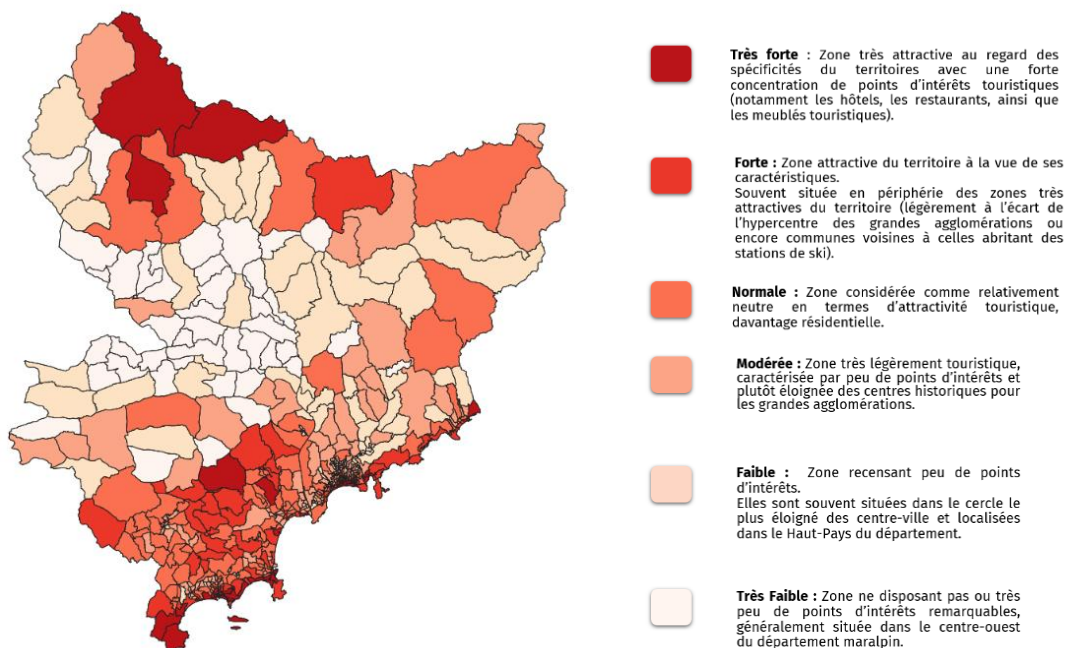 Très forte : Zone très attractive au regard des
spécificités du territoires avec une forte
concentration de points d'intérêts touristiques
(notamment les hôtels, les restaurants, ainsi que
les meublés touristiques).
Forte : Zone attractive du territoire à la vue de ses
caractéristiques.
Souvent située en périphérie des zones très
attractives du territoire (légèrement à l'écart de
l'hypercentre des grandes agglomérations ou
encore communes voisines à celles abritant des
stations de ski).
Normale : Zone considérée comme relativement
neutre en termes d'attractivité touristique,
davantage résidentielle.
Modérée : Zone très légèrement touristique,
caractérisée par peu de points d'intérêts et
plutôt éloignée des centres historiques pour
les grandes agglomérations.
Faible : Zone recensant peu de points
d'intérêts.
Elles sont souvent situées dans le cercle le
plus éloigné des centre-ville et localisées
dans le Haut-Pays du département.
Très Faible : Zone ne disposant pas ou très
peu de points d'intérêts remarquables,
généralement située dans le centre-ouest
du département maralpin.